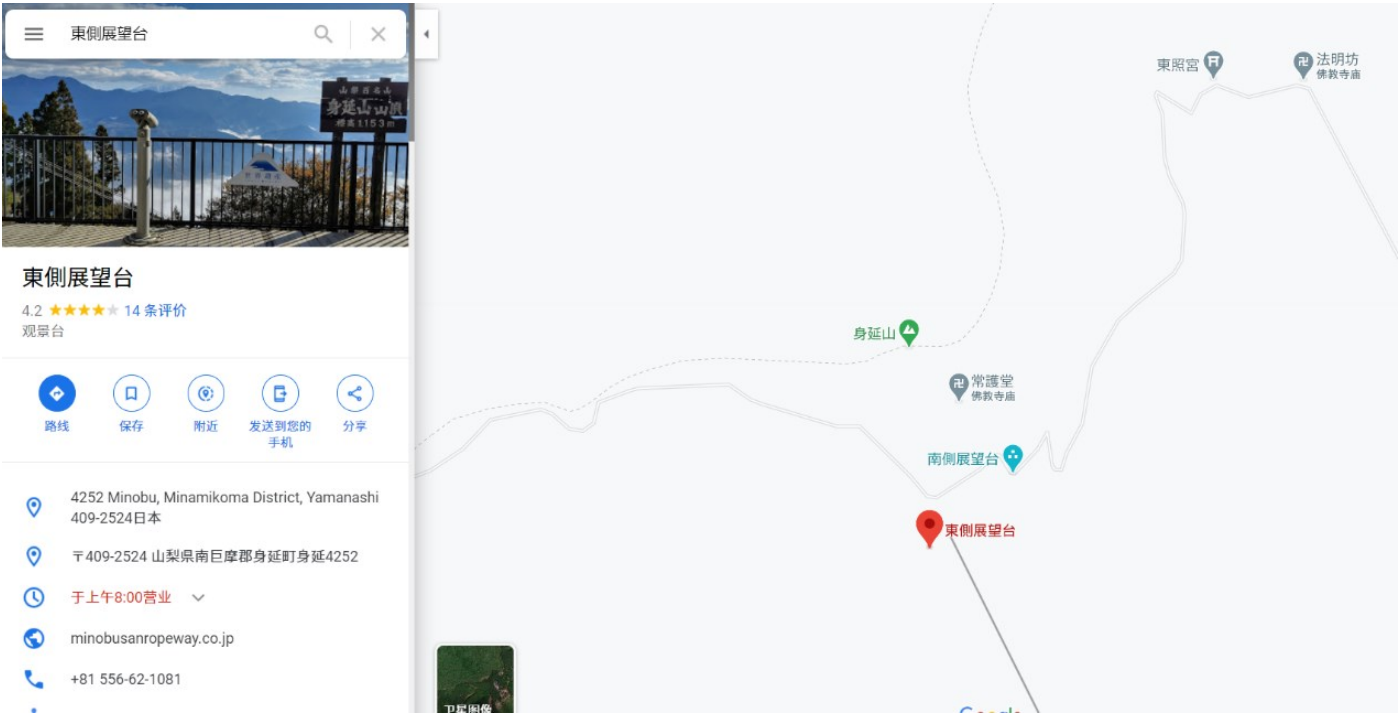 東側展望台
山梨百名山
身延山山頂
標高1,153m
東側展望台
4.2
14 条评价
观景台
路线
保存
附近
发送到您的
手机
分享
4252 Minobu, Minamikoma District, Yamanashi
409-2524日本
〒409-2524 山梨県南巨摩郡身延町身延4252
于上午8:00营业
minobusanropeway.co.jp
+81 556-62-1081
東照宮
法明坊
佛教寺庙
身延山
常護堂
佛教寺庙
南側展望台
東側展望台
卫星图像
Google